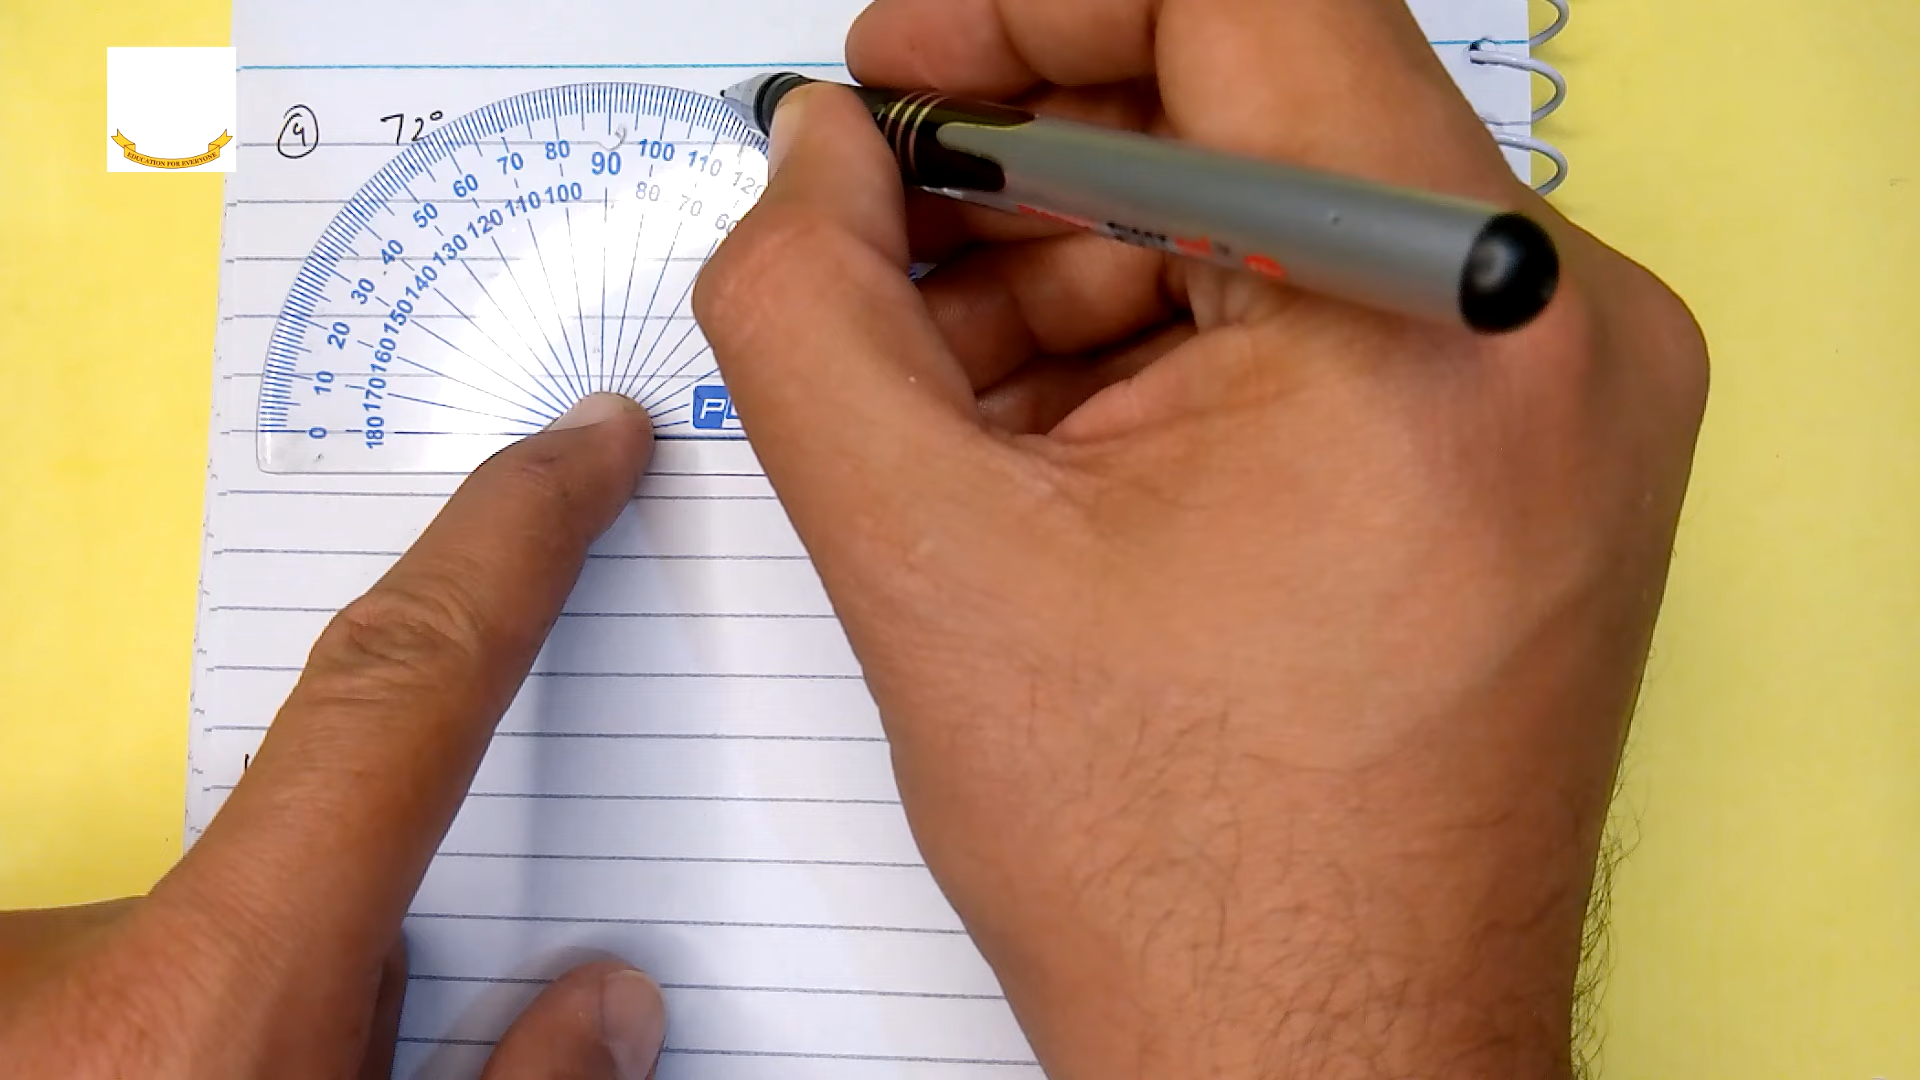 ④ 72°
EDUCATION FOR EVERYONE
0 10 20 30 40 50 60 70 80 90 100 110 120
180 170 160 150 140 130 120 110 100 80 70 60